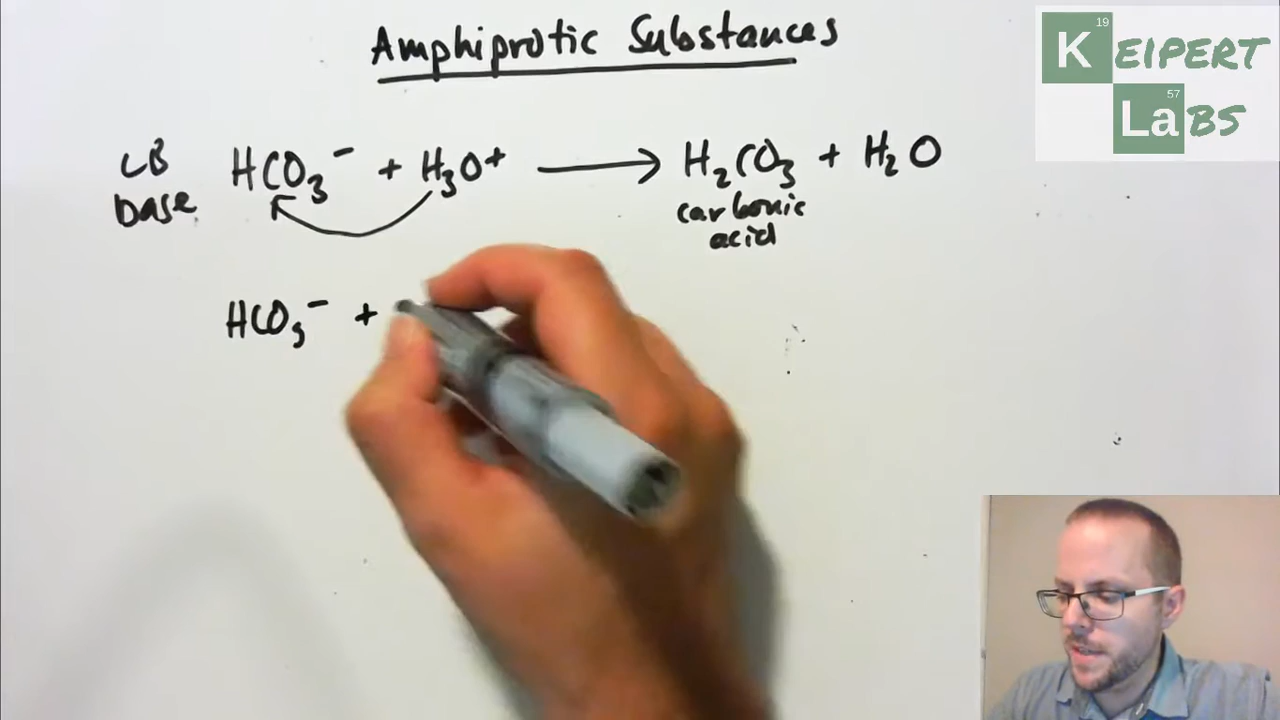 Amphiprotic Substances
19
KEIPERT
57
LaBS
LB
base
HCO₃⁻ + H₃O⁺ → H₂CO₃ + H₂O
carbonic
acid
HCO₃⁻ +